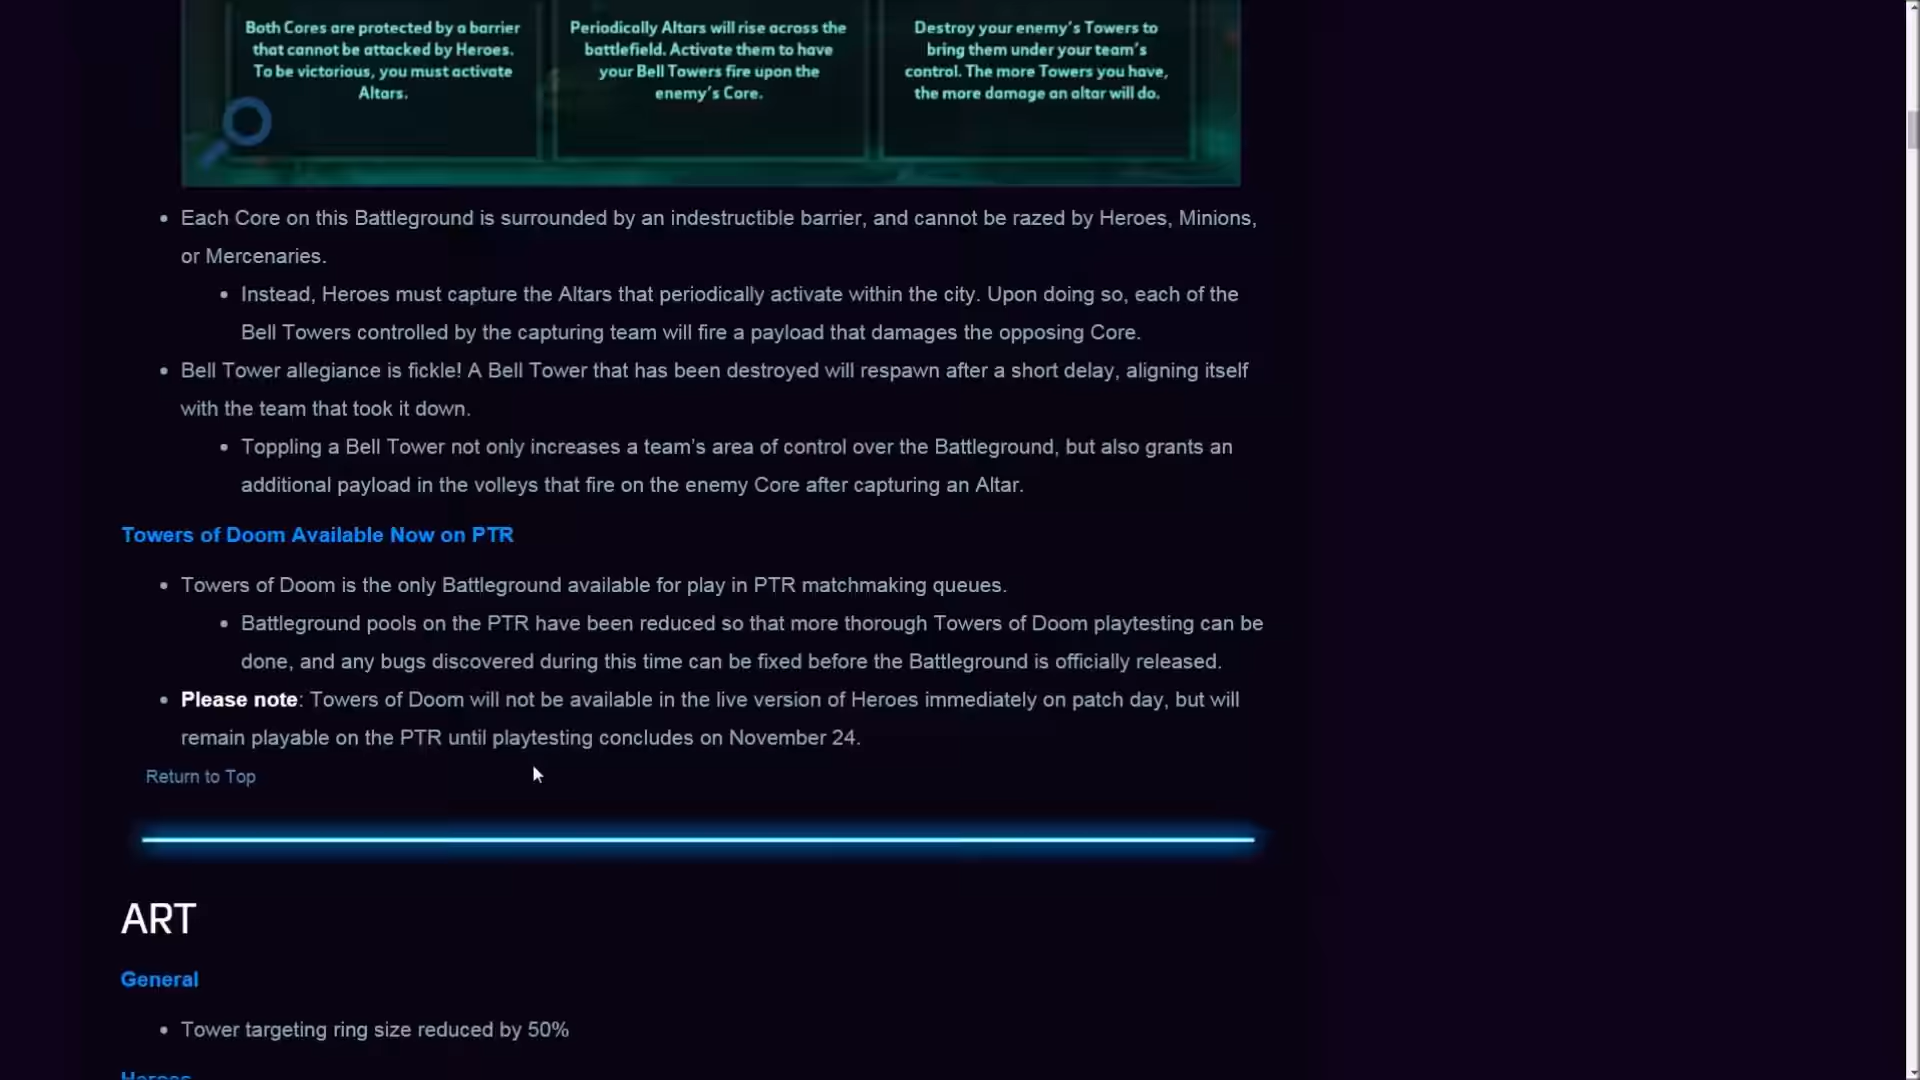 Both Cores are protected by a barrier
that cannot be attacked by Heroes.
To be victorious, you must activate
Altars.
Periodically Altars will rise across the
battlefield. Activate them to have
your Bell Towers fire upon the
enemy's Core.
Destroy your enemy's Towers to
bring them under your team's
control. The more Towers you have,
the more damage an altar will do.
• Each Core on this Battleground is surrounded by an indestructible barrier, and cannot be razed by Heroes, Minions,
or Mercenaries.
• Instead, Heroes must capture the Altars that periodically activate within the city. Upon doing so, each of the
Bell Towers controlled by the capturing team will fire a payload that damages the opposing Core.
• Bell Tower allegiance is fickle! A Bell Tower that has been destroyed will respawn after a short delay, aligning itself
with the team that took it down.
• Toppling a Bell Tower not only increases a team's area of control over the Battleground, but also grants an
additional payload in the volleys that fire on the enemy Core after capturing an Altar.
Towers of Doom Available Now on PTR
• Towers of Doom is the only Battleground available for play in PTR matchmaking queues.
• Battleground pools on the PTR have been reduced so that more thorough Towers of Doom playtesting can be
done, and any bugs discovered during this time can be fixed before the Battleground is officially released.
• Please note: Towers of Doom will not be available in the live version of Heroes immediately on patch day, but will
remain playable on the PTR until playtesting concludes on November 24.
Return to Top
ART
General
• Tower targeting ring size reduced by 50%
Heroes